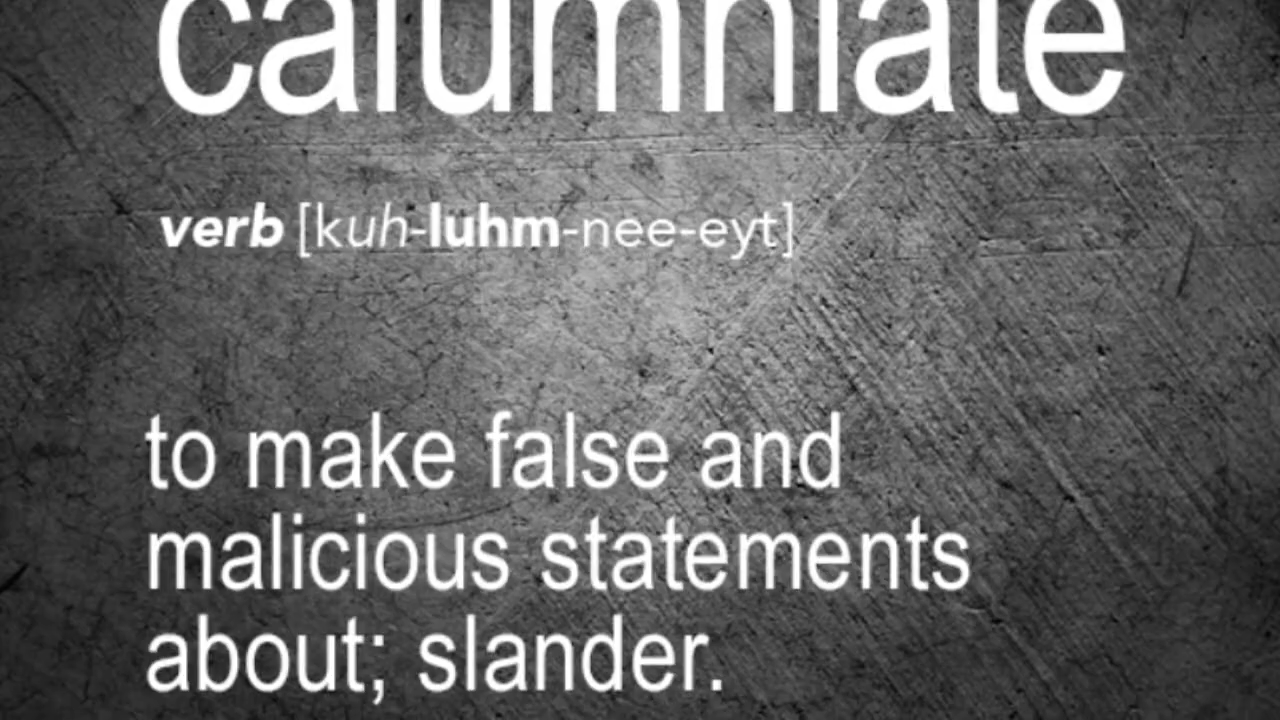 calumniate
verb [kuh-luhm-nee-eyt]
to make false and
malicious statements
about; slander.